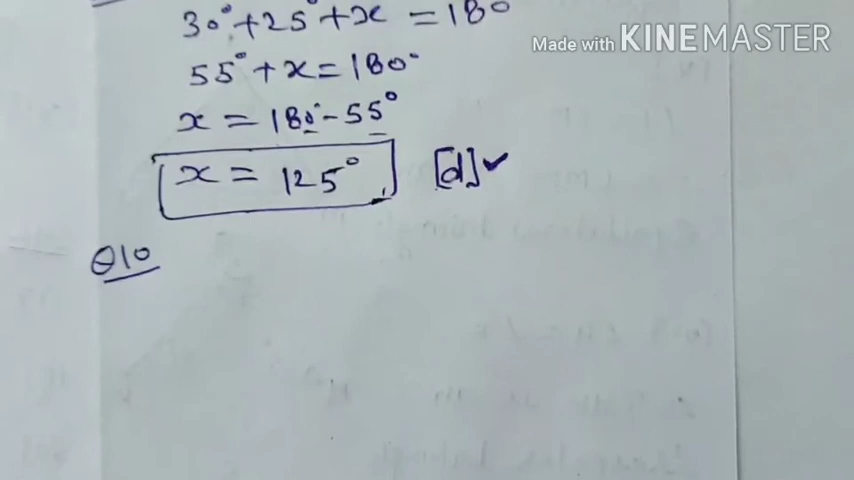 30° + 25° + x = 180
Made with KINEMASTER
55° + x = 180°
x = 180° - 55°
x = 125° [d] ✓
Q10